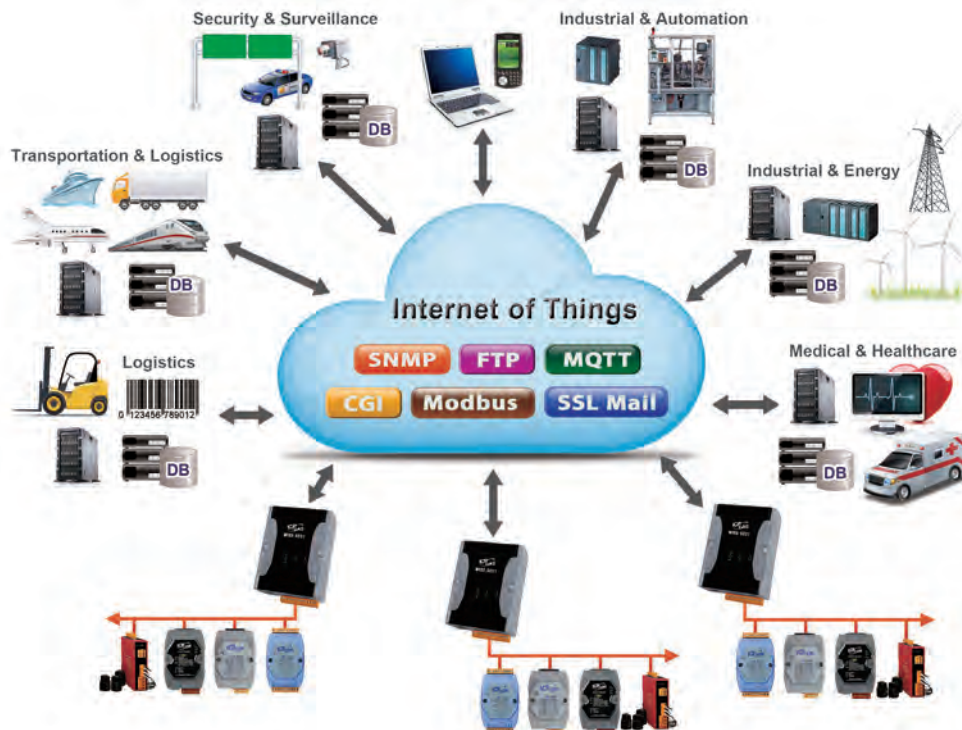 Security & Surveillance
Industrial & Automation
DB
DB
Transportation & Logistics
Industrial & Energy
DB
DB
Internet of Things
SNMP FTP MQTT
CGI Modbus SSL Mail
Logistics
0 123456 789012
DB
Medical & Healthcare
DB